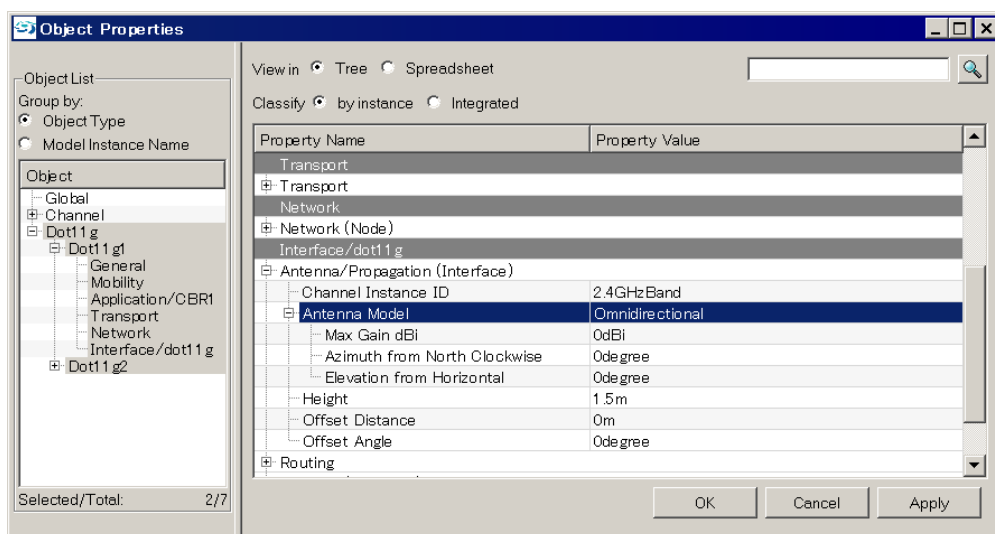 Object Properties
Object List
Group by:
Object Type
Model Instance Name
Object
Global
Channel
Dot11g
Dot11g1
General
Mobility
Application/CBR1
Transport
Network
Interface/dot11g
Dot11g2
Selected/Total: 2/7
View in Tree Spreadsheet
Classify by instance Integrated
Property Name Property Value
Transport
Transport
Network
Network (Node)
Interface/dot11g
Antenna/Propagation (Interface)
Channel Instance ID 2.4GHzBand
Antenna Model Omnidirectional
Max Gain dBi 0dBi
Azimuth from North Clockwise 0degree
Elevation from Horizontal 0degree
Height 1.5m
Offset Distance 0m
Offset Angle 0degree
Routing
OK Cancel Apply